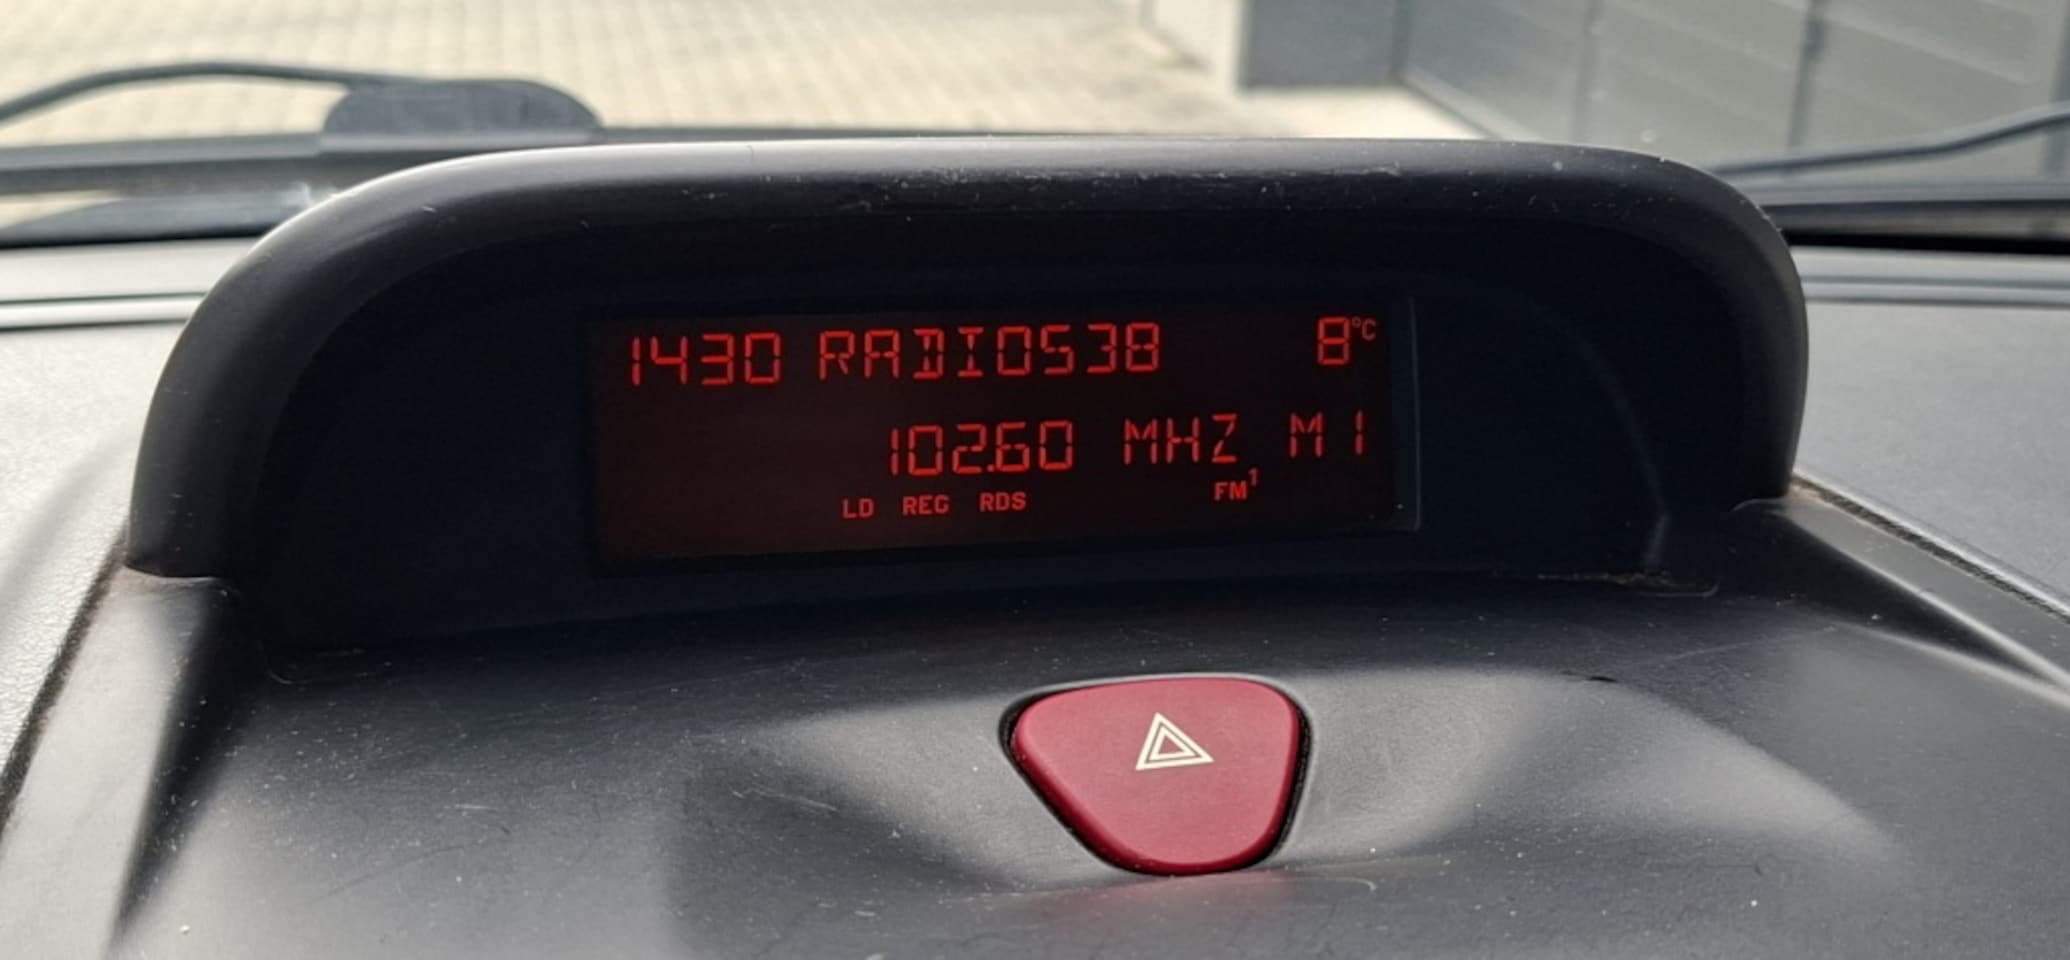 1430 RADIO538 8°C
102.60 MHZ M1
LD REG RDS FM1